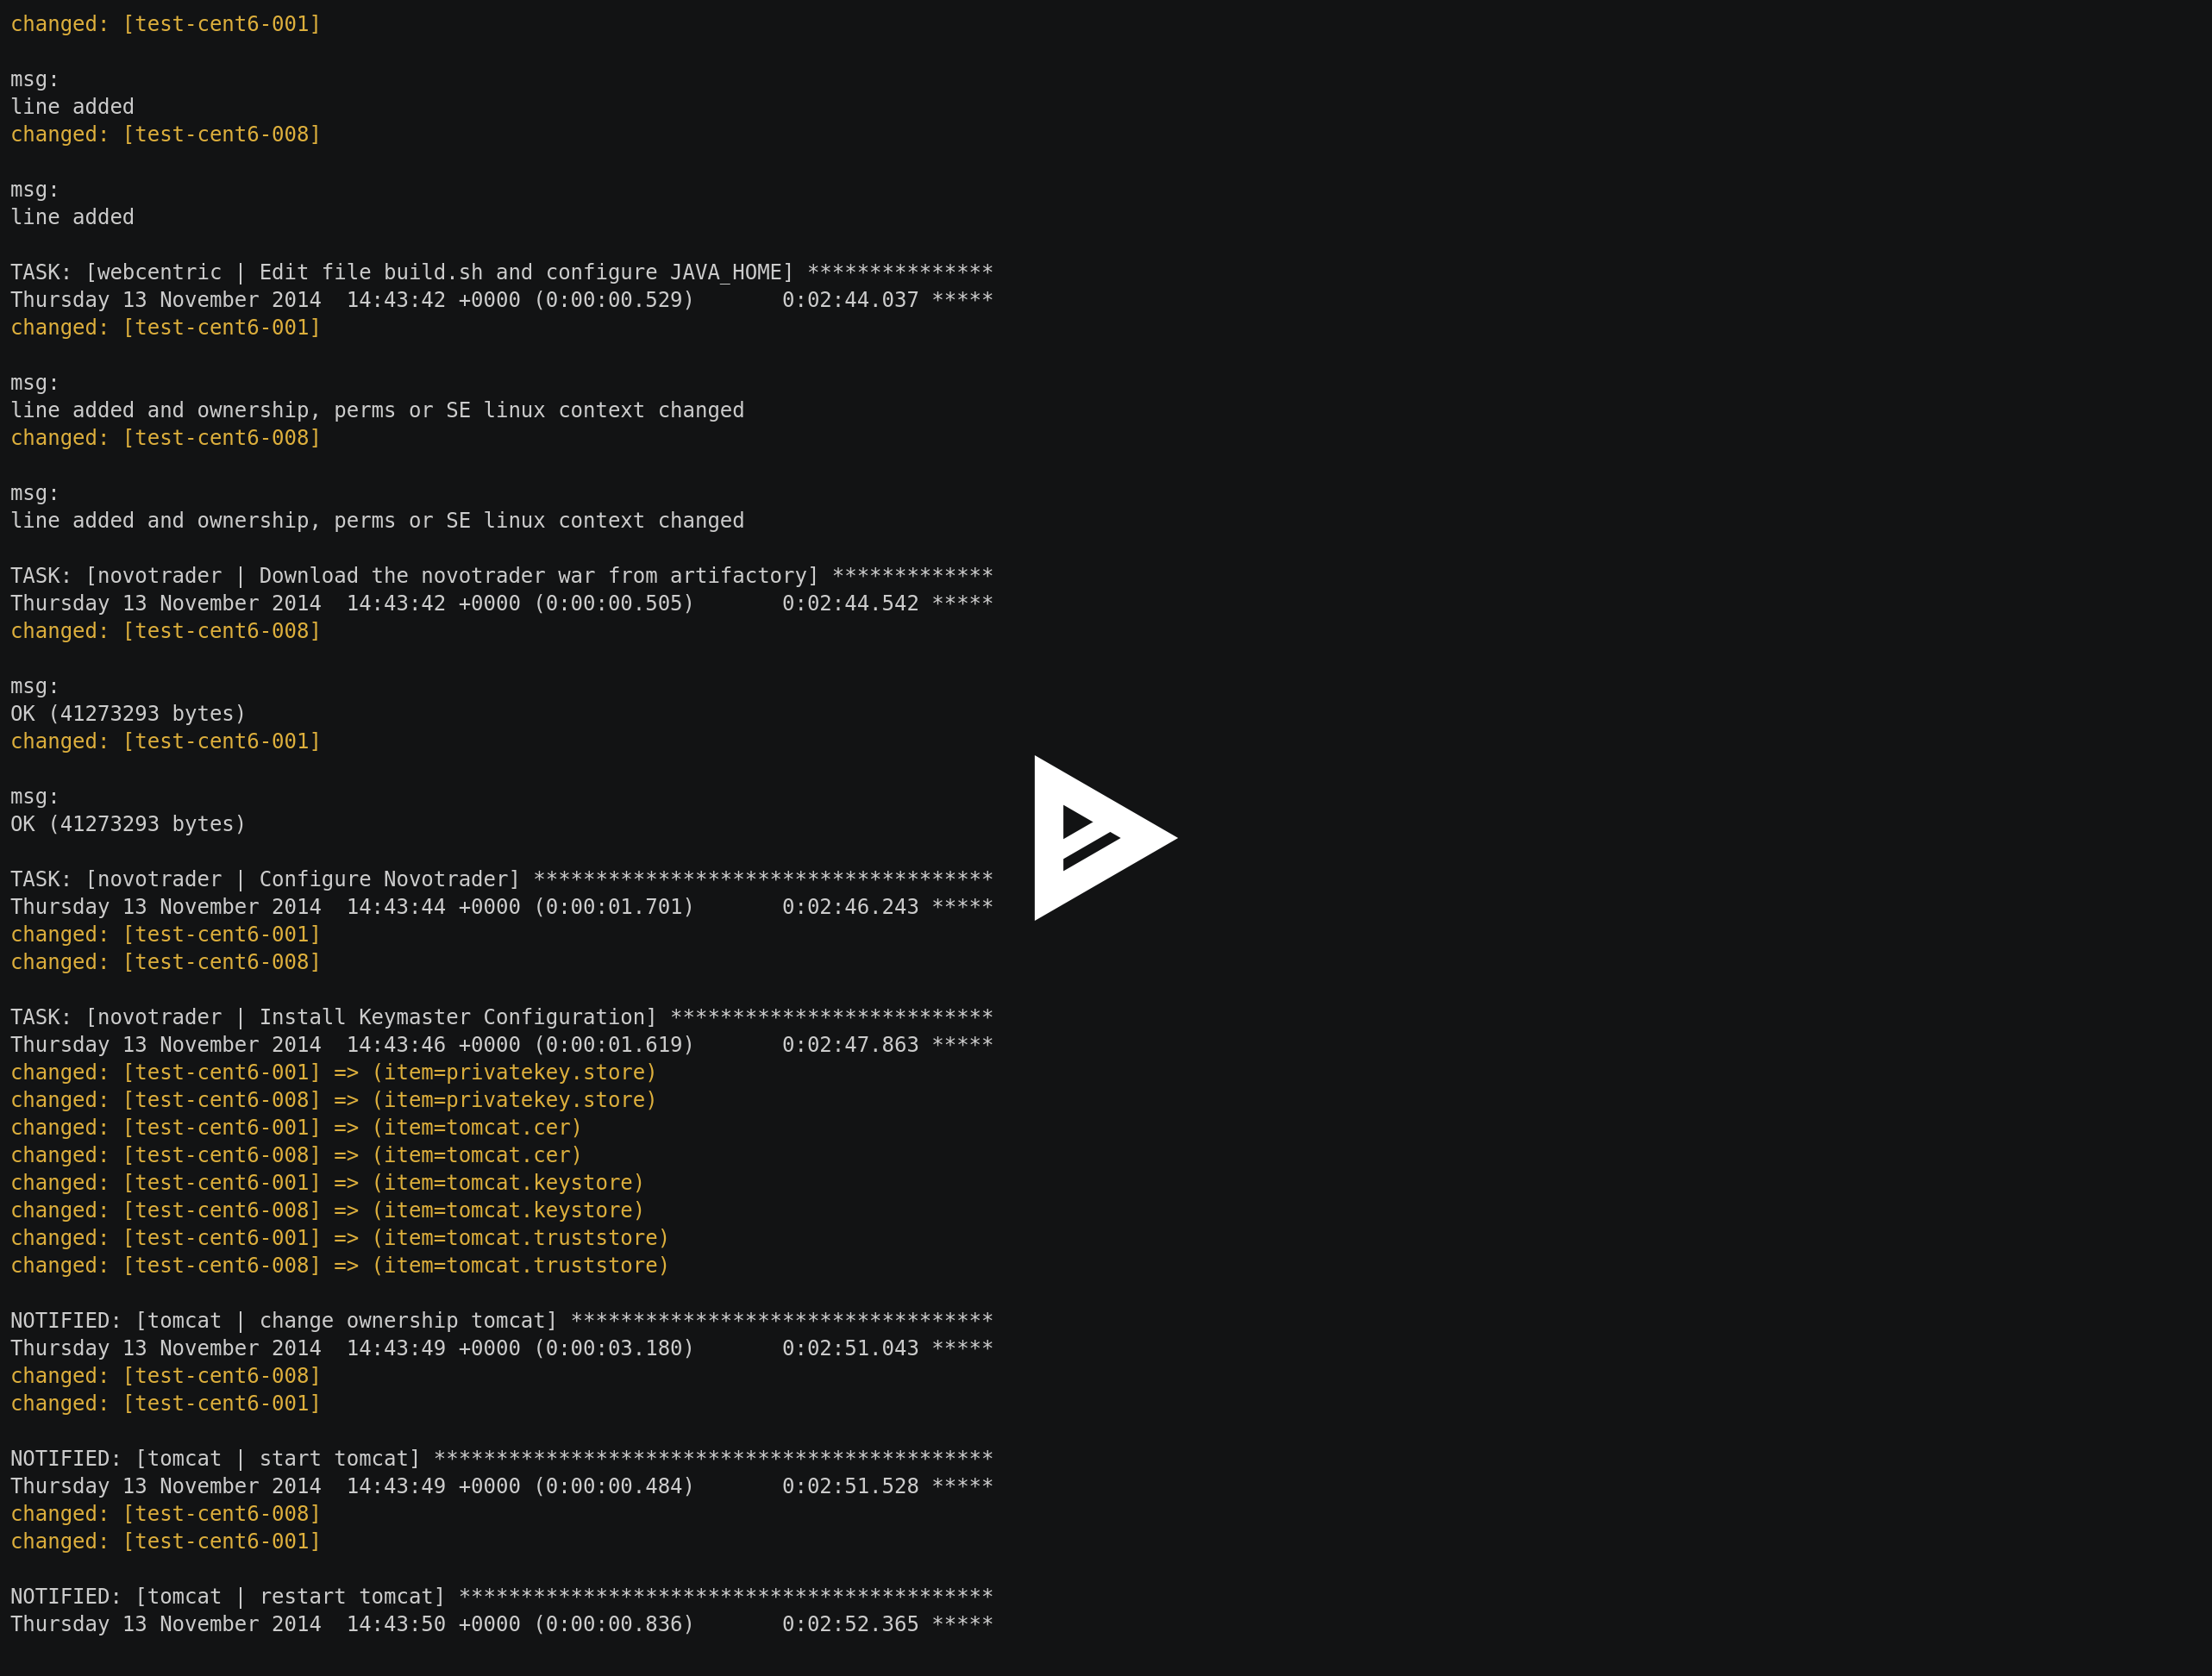 changed: [test-cent6-001]

msg:
line added
changed: [test-cent6-008]

msg:
line added

TASK: [webcentric | Edit file build.sh and configure JAVA_HOME] ***************
Thursday 13 November 2014  14:43:42 +0000 (0:00:00.529)       0:02:44.037 *****
changed: [test-cent6-001]

msg:
line added and ownership, perms or SE linux context changed
changed: [test-cent6-008]

msg:
line added and ownership, perms or SE linux context changed

TASK: [novotrader | Download the novotrader war from artifactory] *************
Thursday 13 November 2014  14:43:42 +0000 (0:00:00.505)       0:02:44.542 *****
changed: [test-cent6-008]

msg:
OK (41273293 bytes)
changed: [test-cent6-001]

msg:
OK (41273293 bytes)

TASK: [novotrader | Configure Novotrader] *************************************
Thursday 13 November 2014  14:43:44 +0000 (0:00:01.701)       0:02:46.243 *****
changed: [test-cent6-001]
changed: [test-cent6-008]

TASK: [novotrader | Install Keymaster Configuration] **************************
Thursday 13 November 2014  14:43:46 +0000 (0:00:01.619)       0:02:47.863 *****
changed: [test-cent6-001] => (item=privatekey.store)
changed: [test-cent6-008] => (item=privatekey.store)
changed: [test-cent6-001] => (item=tomcat.cer)
changed: [test-cent6-008] => (item=tomcat.cer)
changed: [test-cent6-001] => (item=tomcat.keystore)
changed: [test-cent6-008] => (item=tomcat.keystore)
changed: [test-cent6-001] => (item=tomcat.truststore)
changed: [test-cent6-008] => (item=tomcat.truststore)

NOTIFIED: [tomcat | change ownership tomcat] **********************************
Thursday 13 November 2014  14:43:49 +0000 (0:00:03.180)       0:02:51.043 *****
changed: [test-cent6-008]
changed: [test-cent6-001]

NOTIFIED: [tomcat | start tomcat] *********************************************
Thursday 13 November 2014  14:43:49 +0000 (0:00:00.484)       0:02:51.528 *****
changed: [test-cent6-008]
changed: [test-cent6-001]

NOTIFIED: [tomcat | restart tomcat] *******************************************
Thursday 13 November 2014  14:43:50 +0000 (0:00:00.836)       0:02:52.365 *****